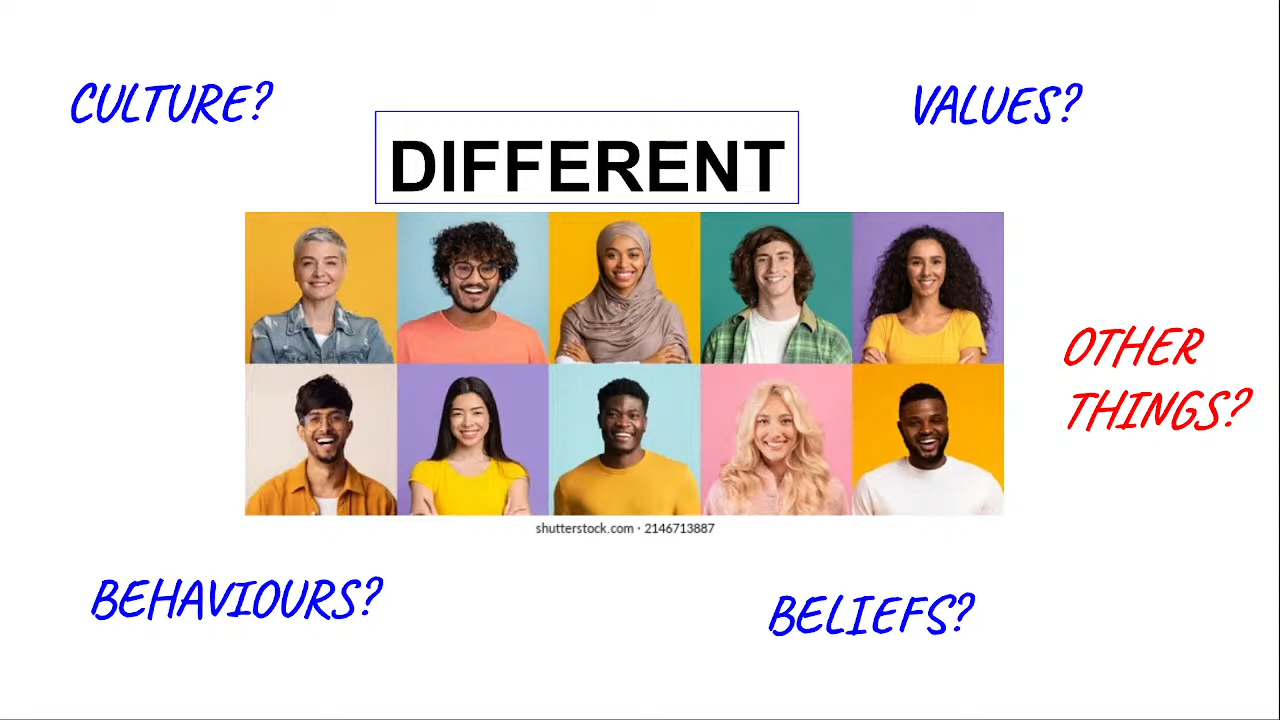 CULTURE?
VALUES?
DIFFERENT
OTHER
THINGS?
shutterstock.com · 2146713887
BEHAVIOURS?
BELIEFS?